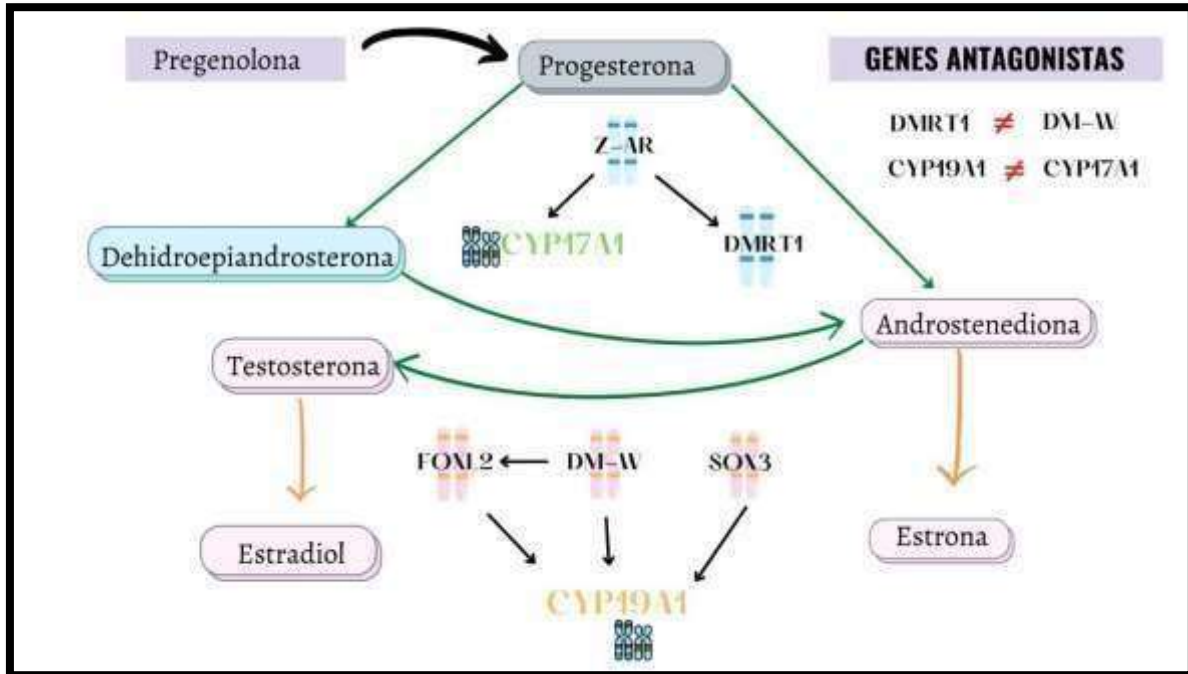 Pregenolona
Progesterona
GENES ANTAGONISTAS
DMRT1 ≠ DM-W
CYP19A1 ≠ CYP17A1
Z-AR
CYP17A1
DMRT1
Dehidroepiandrosterona
Androstenediona
Testosterona
FOXL2
DM-W
SOX3
Estradiol
Estrona
CYP19A1